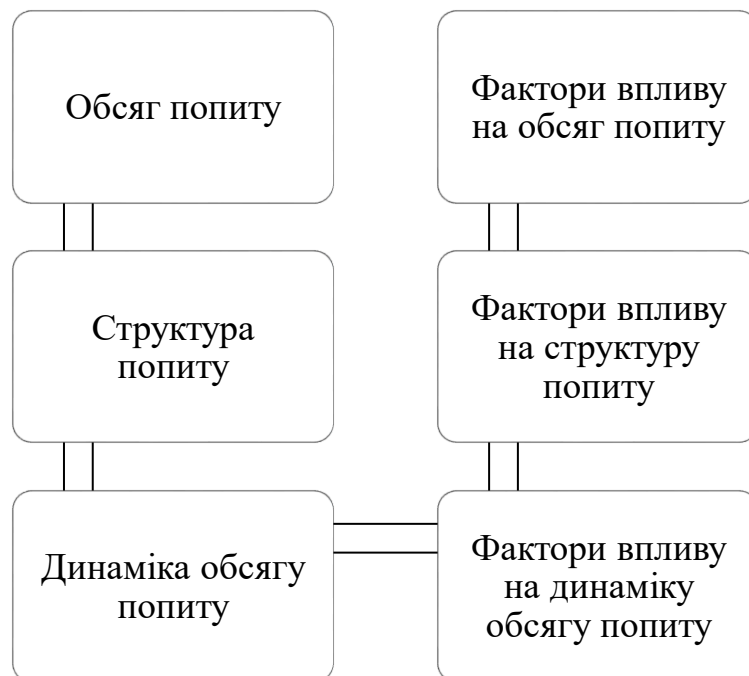 Обсяг попиту
Фактори впливу
на обсяг попиту
Структура
попиту
Фактори впливу
на структуру
попиту
Динаміка обсягу
попиту
Фактори впливу
на динаміку
обсягу попиту